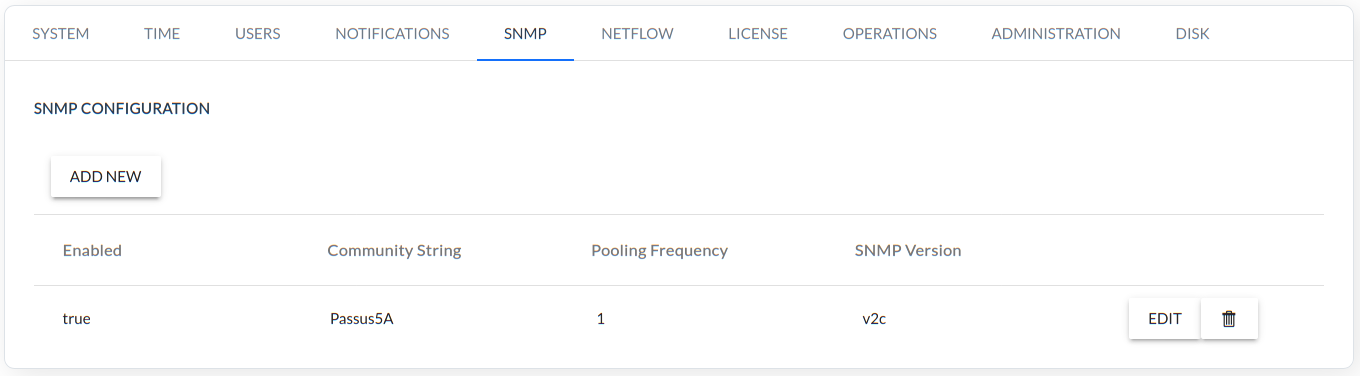 SYSTEM TIME USERS NOTIFICATIONS SNMP NETFLOW LICENSE OPERATIONS ADMINISTRATION DISK
SNMP CONFIGURATION
ADD NEW
Enabled Community String Pooling Frequency SNMP Version
true Passus5A 1 v2c EDIT